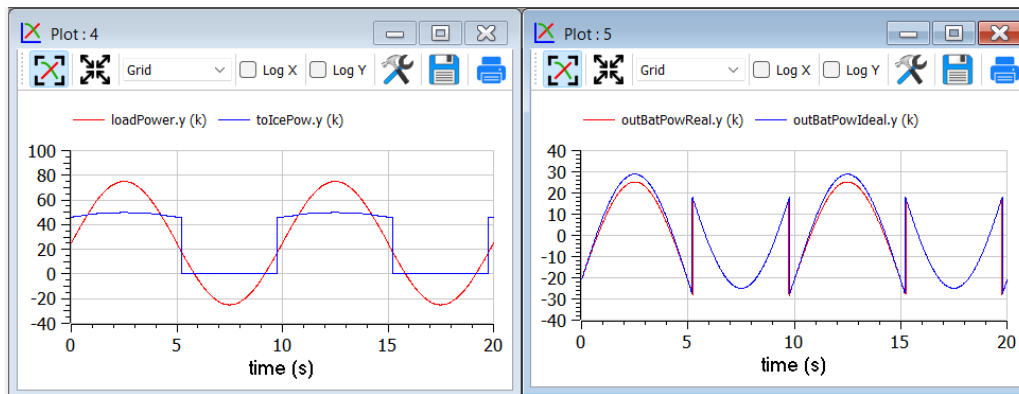 Plot : 4
Grid Log X Log Y
loadPower.y (k) toIcePow.y (k)
100
80
60
40
20
0
-20
-40
0 5 10 15 20
time (s)
Plot : 5
Grid Log X Log Y
outBatPowReal.y (k) outBatPowIdeal.y (k)
40
30
20
10
0
-10
-20
-30
-40
0 5 10 15 20
time (s)